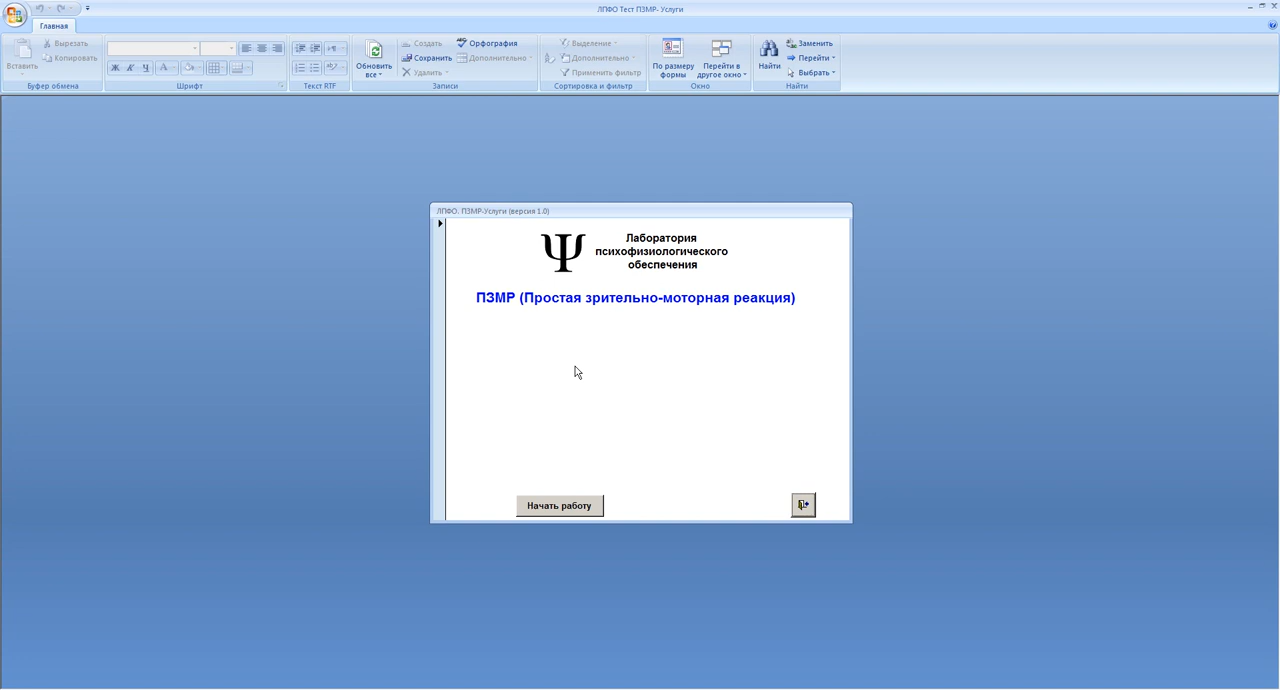 ЛПФО Тест ПЗМР- Услуги
Главная
Вставить
Вырезать
Копировать
Буфер обмена
Ж К Ч
Шрифт
Текст RTF
Обновить
все
Создать
Сохранить
Удалить
Орфография
Дополнительно
Записи
Выделение
Дополнительно
Применить фильтр
Сортировка и фильтр
По размеру
формы
Перейти в
другое окно
Окно
Найти
Заменить
Перейти
Выбрать
Найти
ЛПФО. ПЗМР-Услуги (версия 1.0)
Ψ
Лаборатория
психофизиологического
обеспечения
ПЗМР (Простая зрительно-моторная реакция)
Начать работу